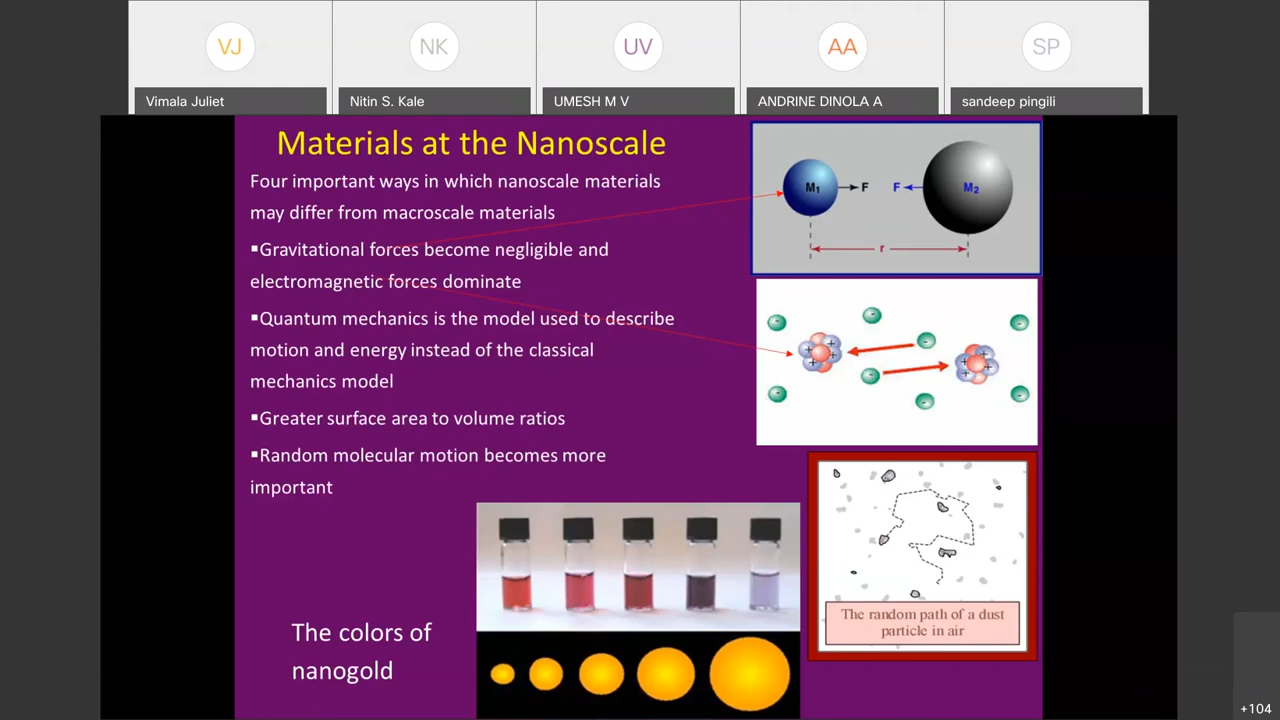 VJ
NK
UV
AA
SP
Vimala Juliet
Nitin S. Kale
UMESH M V
ANDRINE DINOLA A
sandeep pingili
Materials at the Nanoscale
Four important ways in which nanoscale materials
may differ from macroscale materials
▪Gravitational forces become negligible and
electromagnetic forces dominate
▪Quantum mechanics is the model used to describe
motion and energy instead of the classical
mechanics model
▪Greater surface area to volume ratios
▪Random molecular motion becomes more
important
M₁ F F M₂
r
The random path of a dust
particle in air
The colors of
nanogold
+104